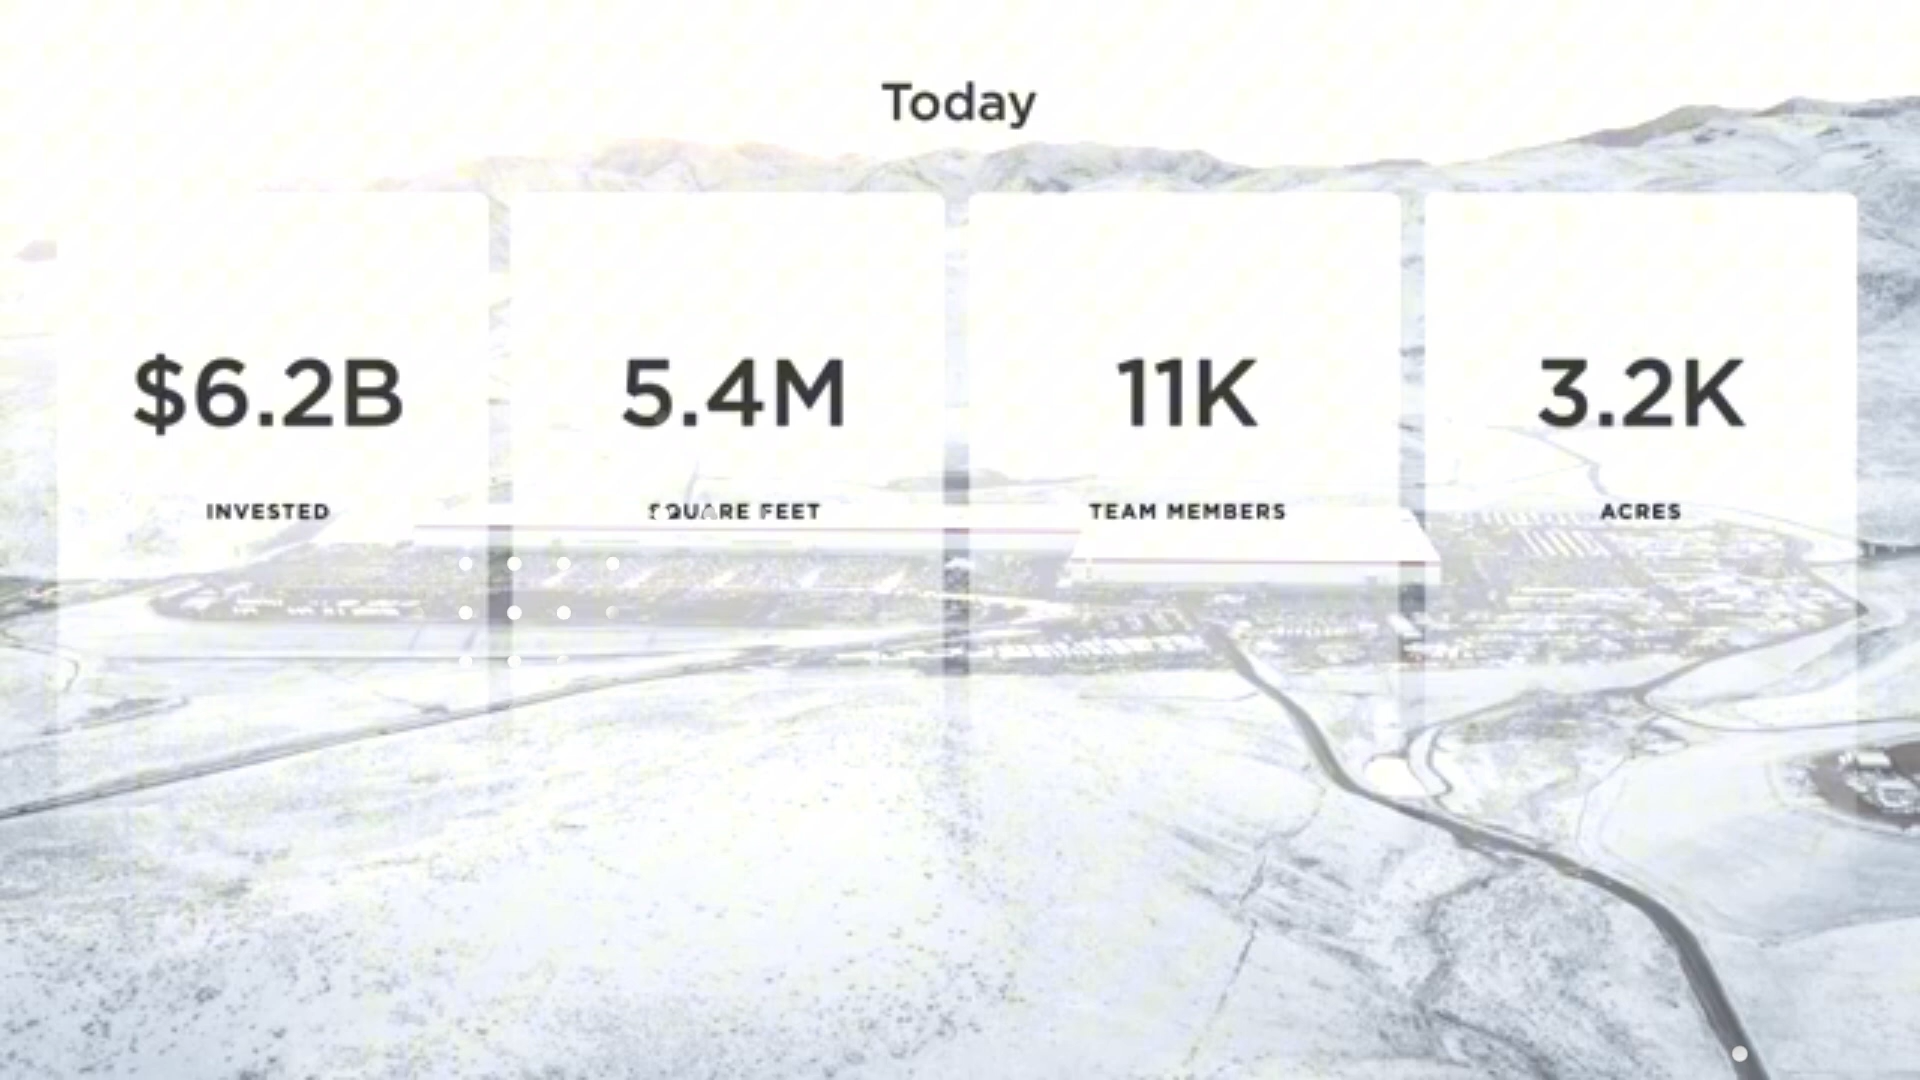 Today
$6.2B
5.4M
11K
3.2K
INVESTED
SQUARE FEET
TEAM MEMBERS
ACRES